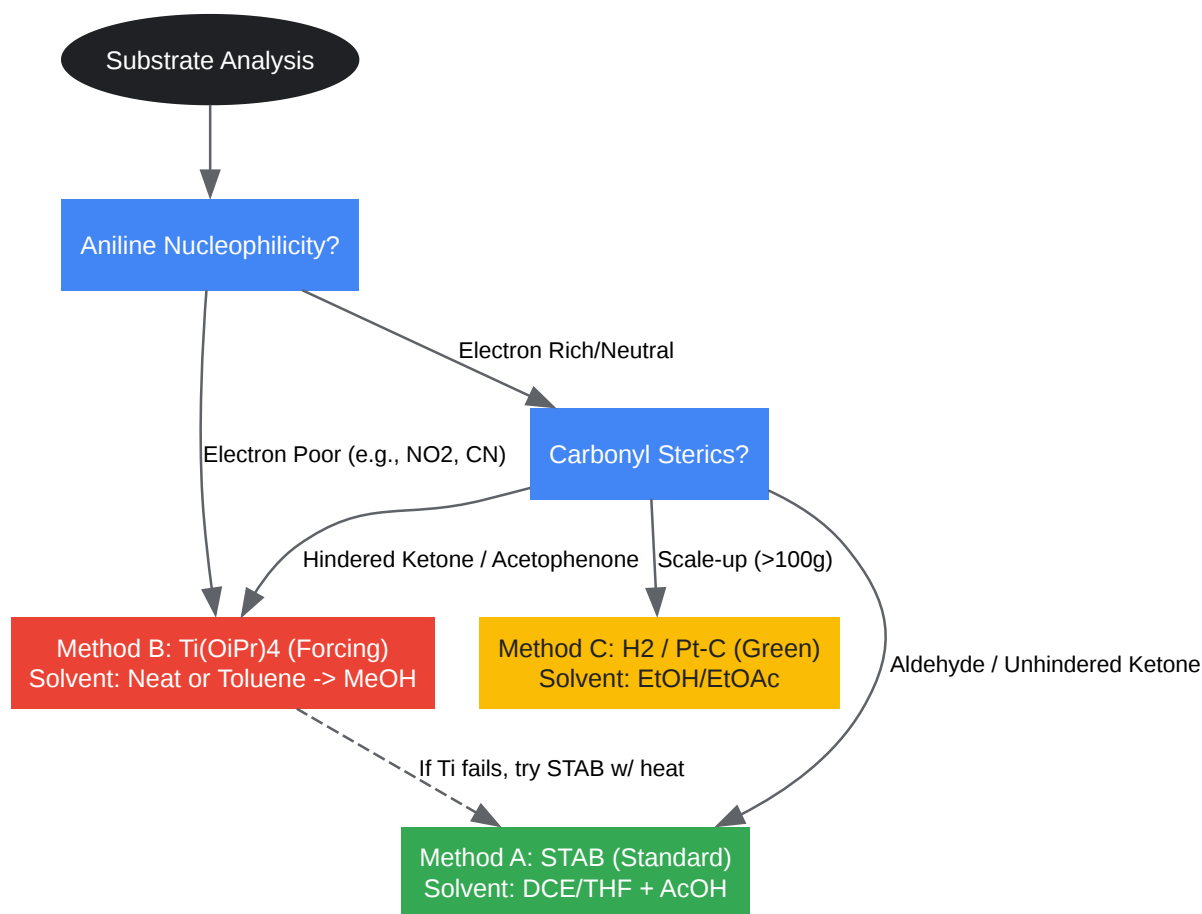 Substrate Analysis
Aniline Nucleophilicity?
Electron Rich/Neutral
Electron Poor (e.g., NO2, CN)
Carbonyl Sterics?
Hindered Ketone / Acetophenone
Scale-up (>100g)
Aldehyde / Unhindered Ketone
Method B: Ti(OiPr)4 (Forcing)
Solvent: Neat or Toluene -> MeOH
Method C: H2 / Pt-C (Green)
Solvent: EtOH/EtOAc
If Ti fails, try STAB w/ heat
Method A: STAB (Standard)
Solvent: DCE/THF + AcOH